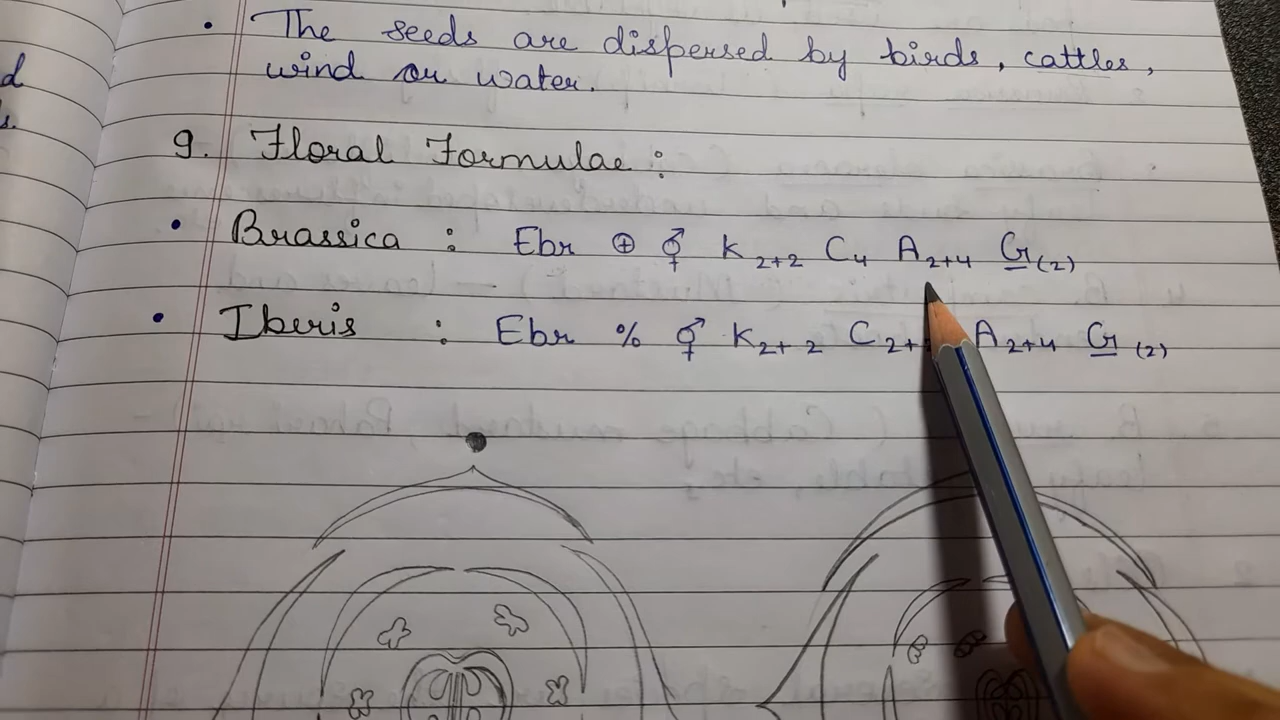 • The seeds are dispersed by birds, cattles,
wind or water.
d
s.
9. Floral Formulae :
• Brassica : Ebr ⊕ ⚥ K2+2 C4 A2+4 G(2)
• Iberis : Ebr % ⚥ K2+2 C2+ A2+4 G(2)